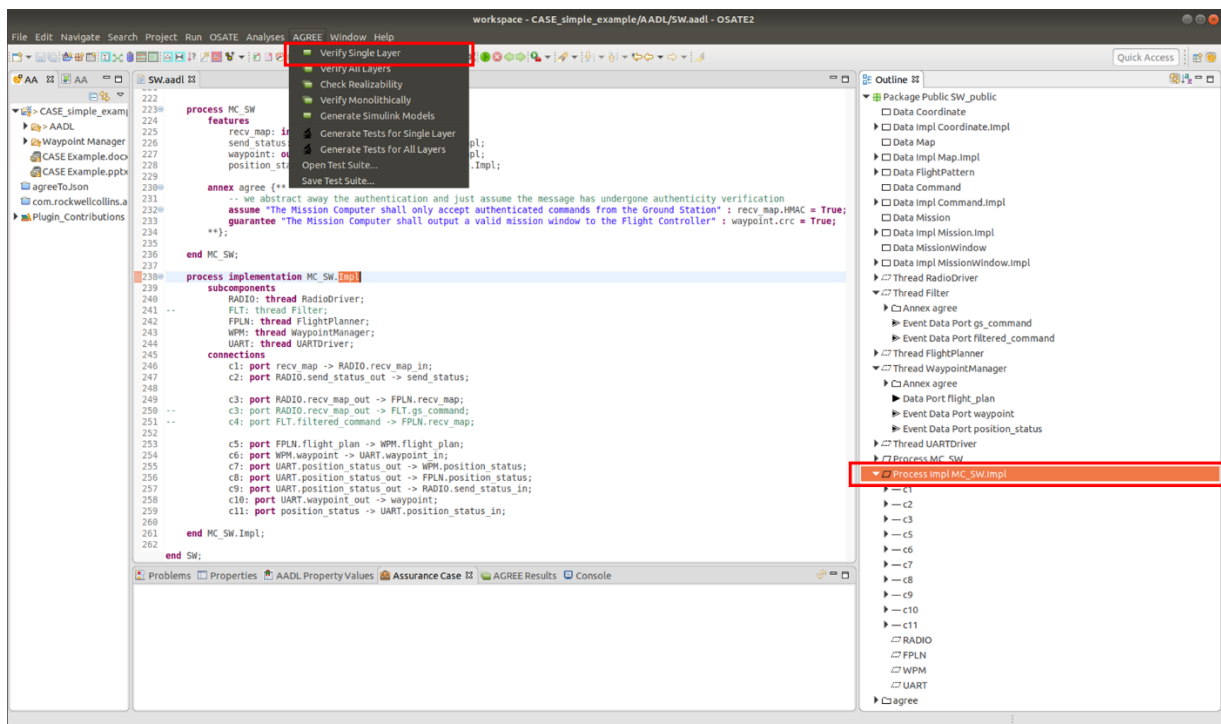 workspace - CASE_simple_example/AADL/SW.aadl - OSATE2
File Edit Navigate Search Project Run OSATE Analyses AGREE Window Help
Quick Access
Verify Single Layer
Verify All Layers
Check Realizability
Verify Monolithically
Generate Simulink Models
Generate Tests for Single Layer
Generate Tests for All Layers
Open Test Suite...
Save Test Suite...
AA
AA
> CASE_simple_examp
> AADL
Waypoint Manager
CASE Example.docx
CASE Example.pptx
agreeToJson
com.rockwellcollins.a
Plugin_Contributions
SW.aadl
222
223 process MC_SW
224 features
225 recv_map: in
226 send_status: pl;
227 waypoint: ou pl;
228 position_sta .Impl;
229
230 annex agree {**
231 -- we abstract away the authentication and just assume the message has undergone authenticity verification
232 assume "The Mission Computer shall only accept authenticated commands from the Ground Station" : recv_map.HMAC = True;
233 guarantee "The Mission Computer shall output a valid mission window to the Flight Controller" : waypoint.crc = True;
234 **};
235
236 end MC_SW;
237
238 process implementation MC_SW.Impl
239 subcomponents
240 RADIO: thread RadioDriver;
241 -- FLT: thread Filter;
242 FPLN: thread FlightPlanner;
243 WPM: thread WaypointManager;
244 UART: thread UARTDriver;
245 connections
246 c1: port recv_map -> RADIO.recv_map_in;
247 c2: port RADIO.send_status_out -> send_status;
248
249 c3: port RADIO.recv_map_out -> FPLN.recv_map;
250 -- c3: port RADIO.recv_map_out -> FLT.gs_command;
251 -- c4: port FLT.filtered_command -> FPLN.recv_map;
252
253 c5: port FPLN.flight_plan -> WPM.flight_plan;
254 c6: port WPM.waypoint -> UART.waypoint_in;
255 c7: port UART.position_status_out -> WPM.position_status;
256 c8: port UART.position_status_out -> FPLN.position_status;
257 c9: port UART.position_status_out -> RADIO.send_status_in;
258 c10: port UART.waypoint_out -> waypoint;
259 c11: port position_status -> UART.position_status_in;
260
261 end MC_SW.Impl;
262
end SW;
Problems Properties AADL Property Values Assurance Case AGREE Results Console
Outline
Package Public SW_public
Data Coordinate
Data Impl Coordinate.Impl
Data Map
Data Impl Map.Impl
Data FlightPattern
Data Command
Data Impl Command.Impl
Data Mission
Data Impl Mission.Impl
Data MissionWindow
Data Impl MissionWindow.Impl
Thread RadioDriver
Thread Filter
Annex agree
Event Data Port gs_command
Event Data Port filtered_command
Thread FlightPlanner
Thread WaypointManager
Annex agree
Data Port flight_plan
Event Data Port waypoint
Event Data Port position_status
Thread UARTDriver
Process MC_SW
Process Impl MC_SW.Impl
c1
c2
c3
c5
c6
c7
c8
c9
c10
c11
RADIO
FPLN
WPM
UART
agree